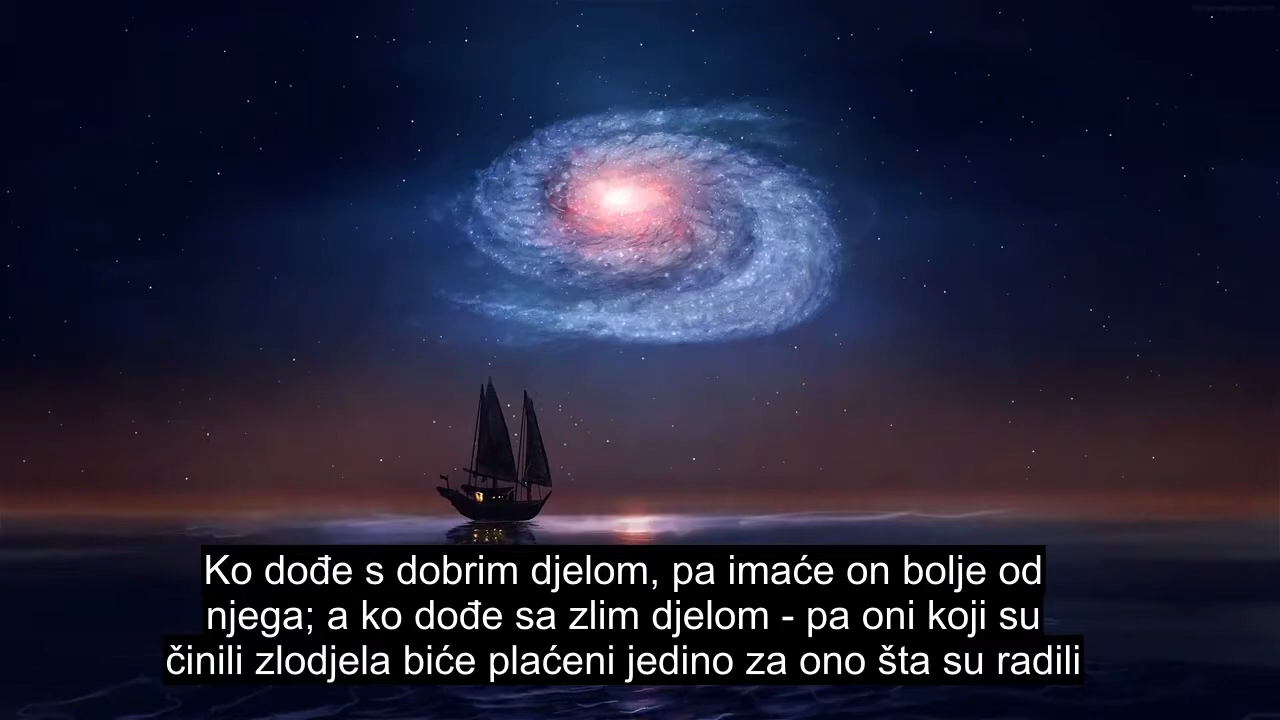 Ko dođe s dobrim djelom, pa imaće on bolje od
njega; a ko dođe sa zlim djelom - pa oni koji su
činili zlodjela biće plaćeni jedino za ono šta su radili